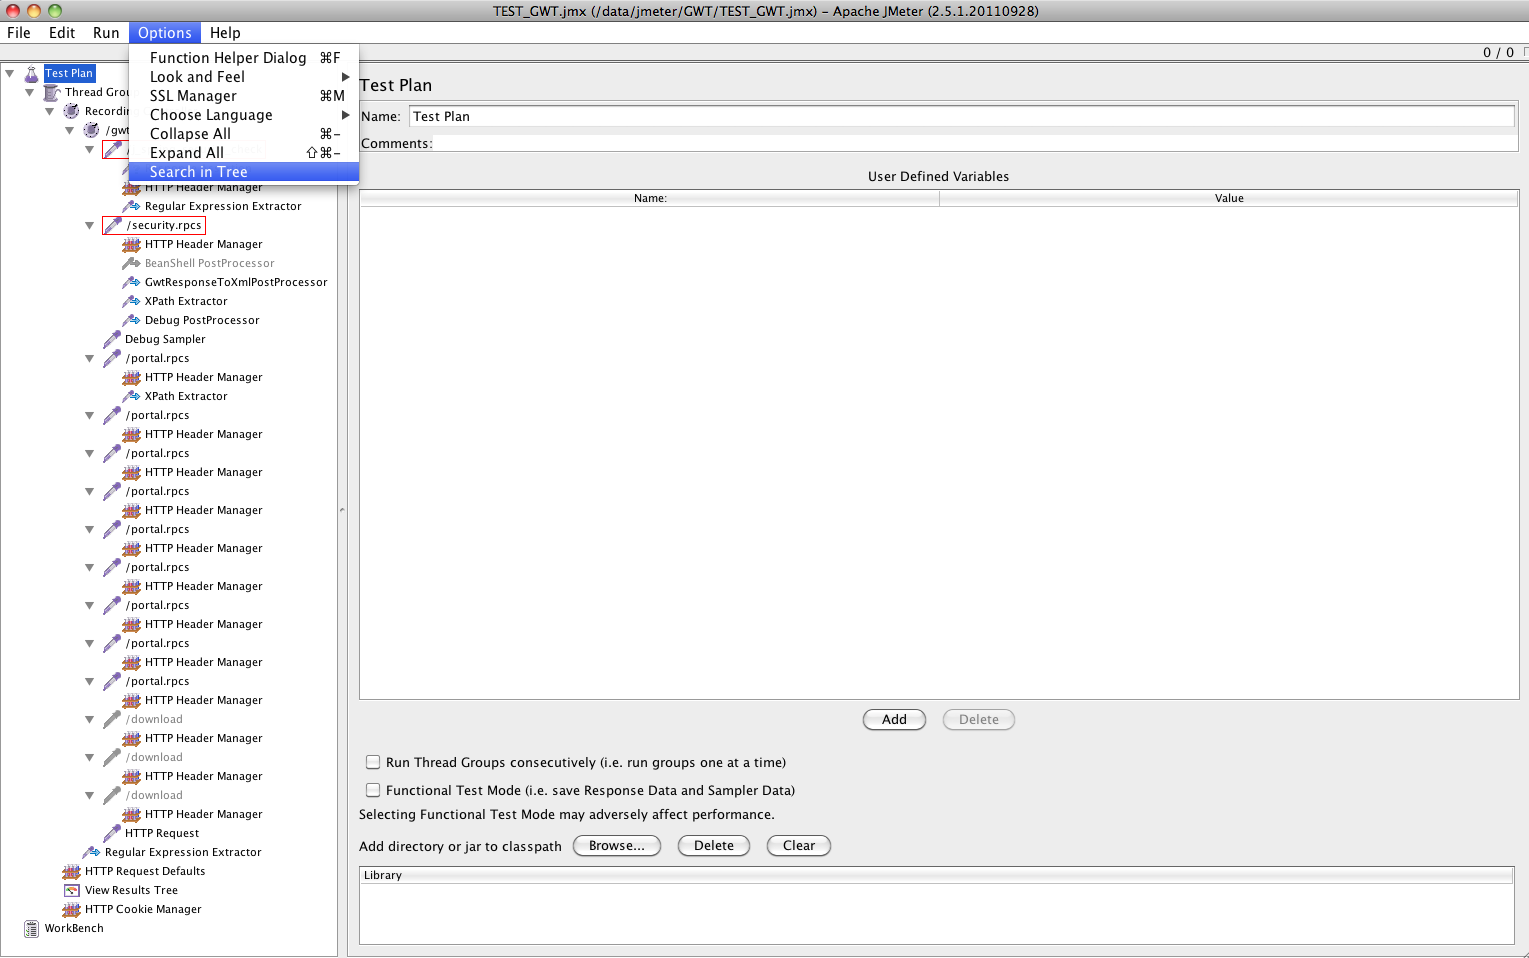 TEST_GWT.jmx (/data/jmeter/GWT/TEST_GWT.jmx) - Apache JMeter (2.5.1.20110928)
File Edit Run Options Help
0 / 0
Function Helper Dialog ⌘F
Look and Feel
SSL Manager ⌘M
Choose Language
Collapse All ⌘-
Expand All ⇧⌘-
Search in Tree
Test Plan
Thread Grou
Recordin
/gwt
/
HTTP Header Manager
Regular Expression Extractor
/security.rpcs
HTTP Header Manager
BeanShell PostProcessor
GwtResponseToXmlPostProcessor
XPath Extractor
Debug PostProcessor
Debug Sampler
/portal.rpcs
HTTP Header Manager
XPath Extractor
/portal.rpcs
HTTP Header Manager
/portal.rpcs
HTTP Header Manager
/portal.rpcs
HTTP Header Manager
/portal.rpcs
HTTP Header Manager
/portal.rpcs
HTTP Header Manager
/portal.rpcs
HTTP Header Manager
/portal.rpcs
HTTP Header Manager
/portal.rpcs
HTTP Header Manager
/download
HTTP Header Manager
/download
HTTP Header Manager
/download
HTTP Header Manager
HTTP Request
Regular Expression Extractor
HTTP Request Defaults
View Results Tree
HTTP Cookie Manager
WorkBench
Test Plan
Name: Test Plan
Comments:
User Defined Variables
Name: Value
Add Delete
Run Thread Groups consecutively (i.e. run groups one at a time)
Functional Test Mode (i.e. save Response Data and Sampler Data)
Selecting Functional Test Mode may adversely affect performance.
Add directory or jar to classpath Browse... Delete Clear
Library